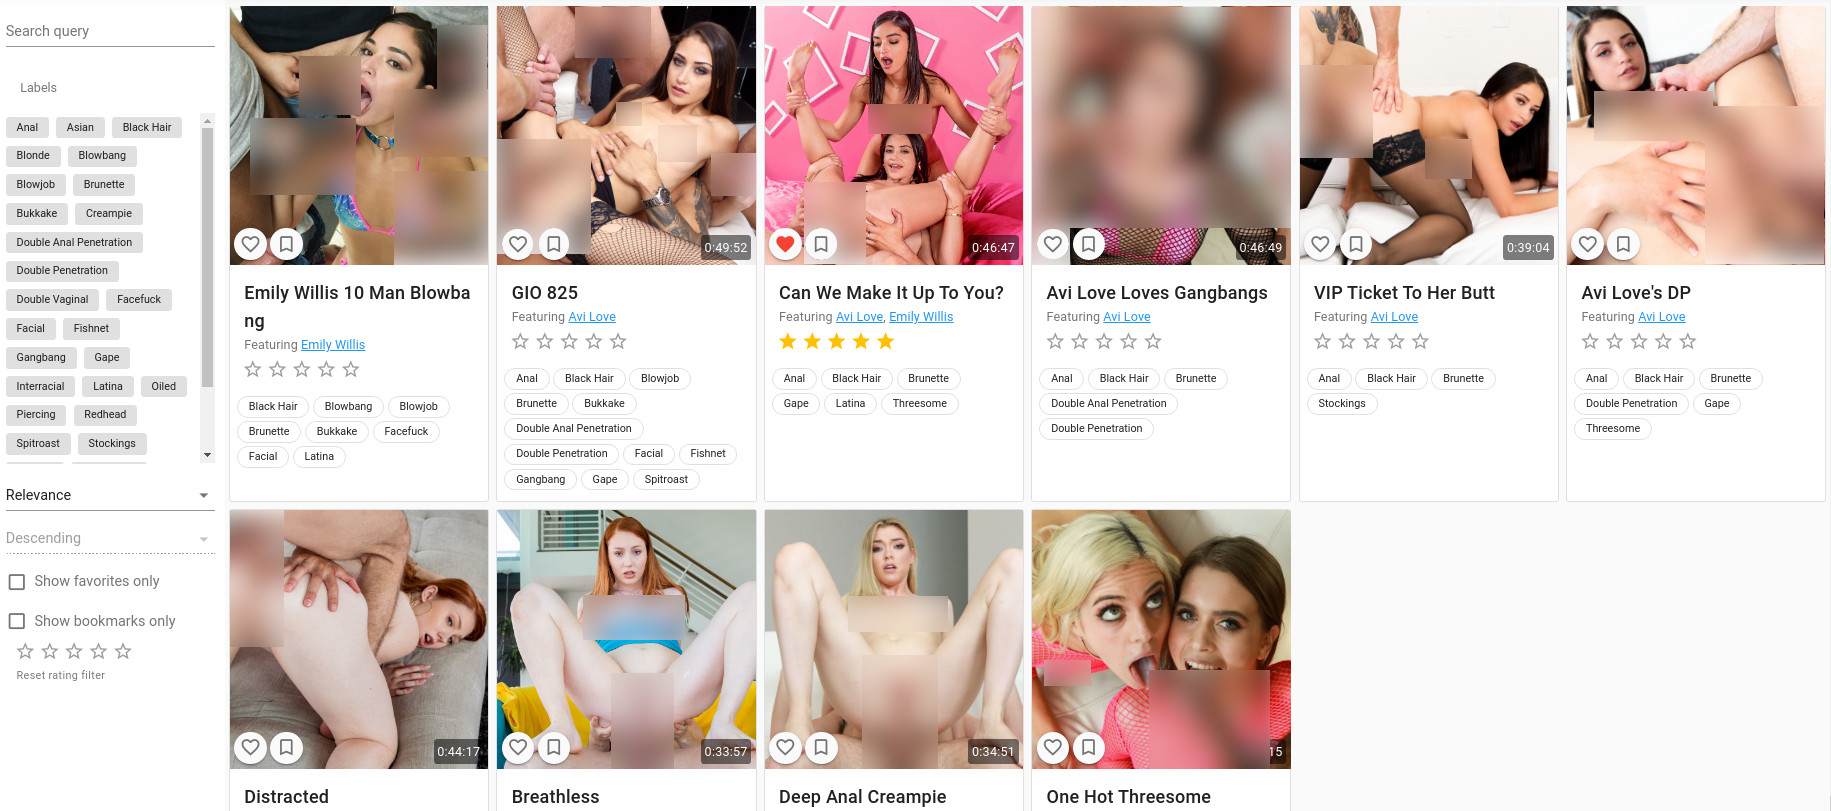 Search query
Labels
Anal Asian Black Hair
Blonde Blowbang
Blowjob Brunette
Bukkake Creampie
Double Anal Penetration
Double Penetration
Double Vaginal Facefuck
Facial Fishnet
Gangbang Gape
Interracial Latina Oiled
Piercing Redhead
Spitroast Stockings
Relevance
Descending
Show favorites only
Show bookmarks only
Reset rating filter
Emily Willis 10 Man Blowba
ng
Featuring Emily Willis
Black Hair Blowbang Blowjob
Brunette Bukkake Facefuck
Facial Latina
0:49:52
GIO 825
Featuring Avi Love
Anal Black Hair Blowjob
Brunette Bukkake
Double Anal Penetration
Double Penetration Facial Fishnet
Gangbang Gape Spitroast
0:46:47
Can We Make It Up To You?
Featuring Avi Love, Emily Willis
Anal Black Hair Brunette
Gape Latina Threesome
0:46:49
Avi Love Loves Gangbangs
Featuring Avi Love
Anal Black Hair Brunette
Double Anal Penetration
Double Penetration
0:39:04
VIP Ticket To Her Butt
Featuring Avi Love
Anal Black Hair Brunette
Stockings
Avi Love's DP
Featuring Avi Love
Anal Black Hair Brunette
Double Penetration Gape
Threesome
0:44:17
Distracted
0:33:57
Breathless
0:34:51
Deep Anal Creampie
15
One Hot Threesome